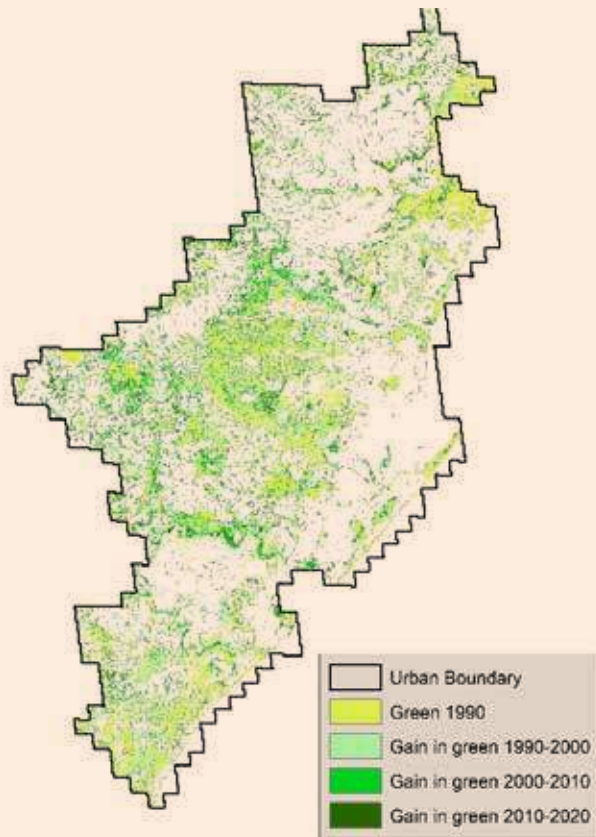 Urban Boundary
Green 1990
Gain in green 1990-2000
Gain in green 2000-2010
Gain in green 2010-2020